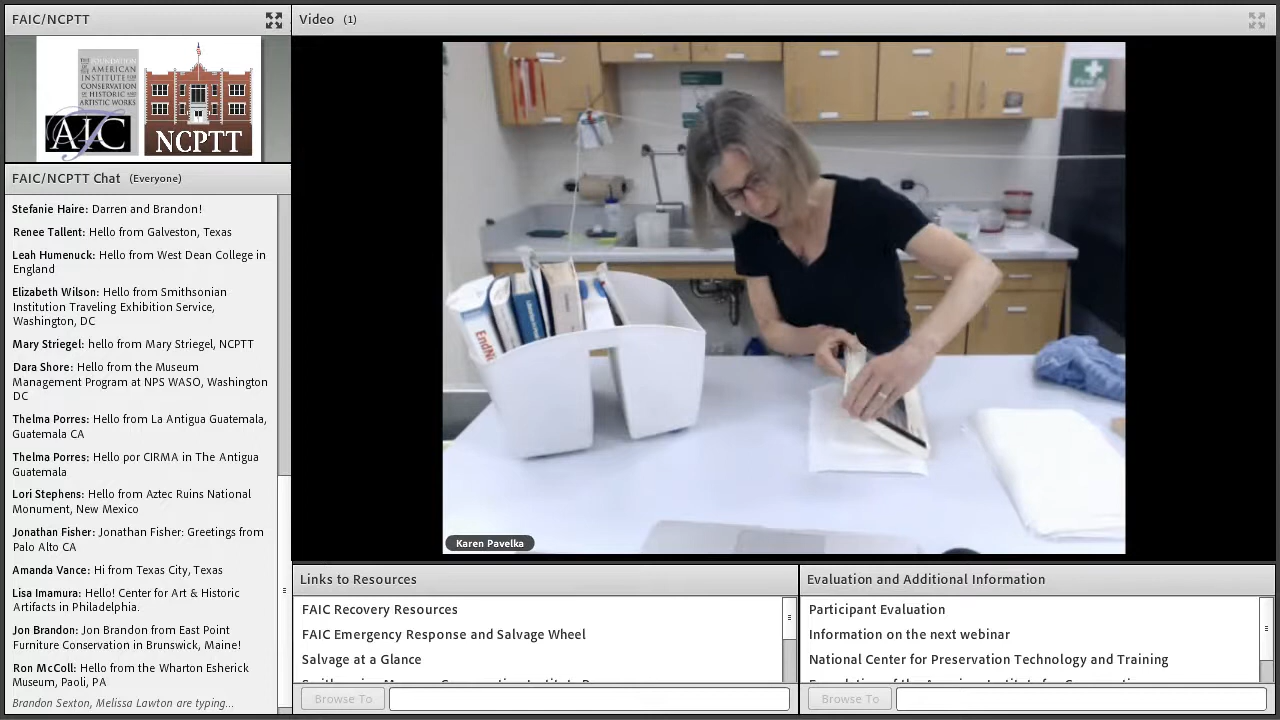 FAIC/NCPTT
THE FOUNDATION
OF THE AMERICAN
INSTITUTE FOR
CONSERVATION
OF HISTORIC AND
ARTISTIC WORKS
AIC
NCPTT
FAIC/NCPTT Chat (Everyone)
Stefanie Haire: Darren and Brandon!
Renee Tallent: Hello from Galveston, Texas
Leah Humenuck: Hello from West Dean College in
England
Elizabeth Wilson: Hello from Smithsonian
Institution Traveling Exhibition Service,
Washington, DC
Mary Striegel: hello from Mary Striegel, NCPTT
Dara Shore: Hello from the Museum
Management Program at NPS WASO, Washington
DC
Thelma Porres: Hello from La Antigua Guatemala,
Guatemala CA
Thelma Porres: Hello por CIRMA in The Antigua
Guatemala
Lori Stephens: Hello from Aztec Ruins National
Monument, New Mexico
Jonathan Fisher: Jonathan Fisher: Greetings from
Palo Alto CA
Amanda Vance: Hi from Texas City, Texas
Lisa Imamura: Hello! Center for Art & Historic
Artifacts in Philadelphia.
Jon Brandon: Jon Brandon from East Point
Furniture Conservation in Brunswick, Maine!
Ron McColl: Hello from the Wharton Esherick
Museum, Paoli, PA
Video (1)
First Aid
EndNo
Karen Pavelka
Links to Resources
FAIC Recovery Resources
FAIC Emergency Response and Salvage Wheel
Salvage at a Glance
Browse To
Evaluation and Additional Information
Participant Evaluation
Information on the next webinar
National Center for Preservation Technology and Training
Browse To